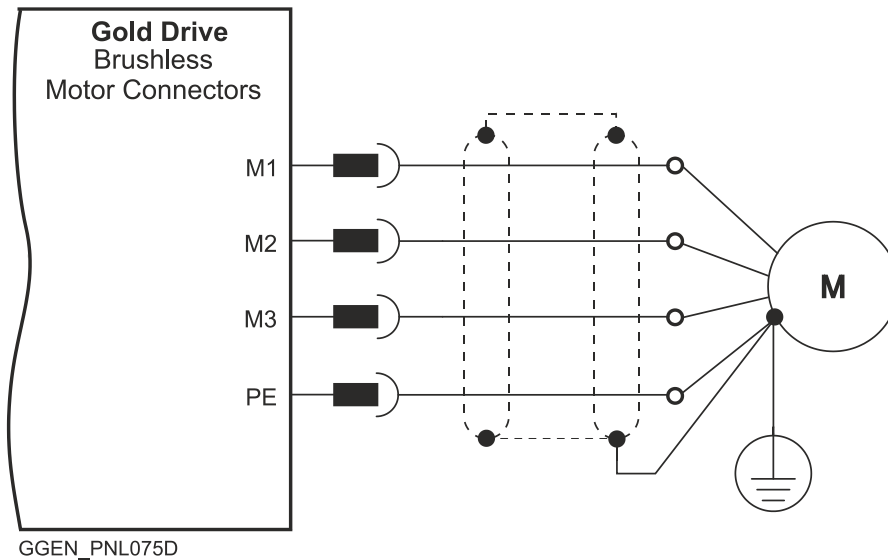 Gold Drive
Brushless
Motor Connectors
M1
M2
M3
PE
M
GGEN_PNL075D